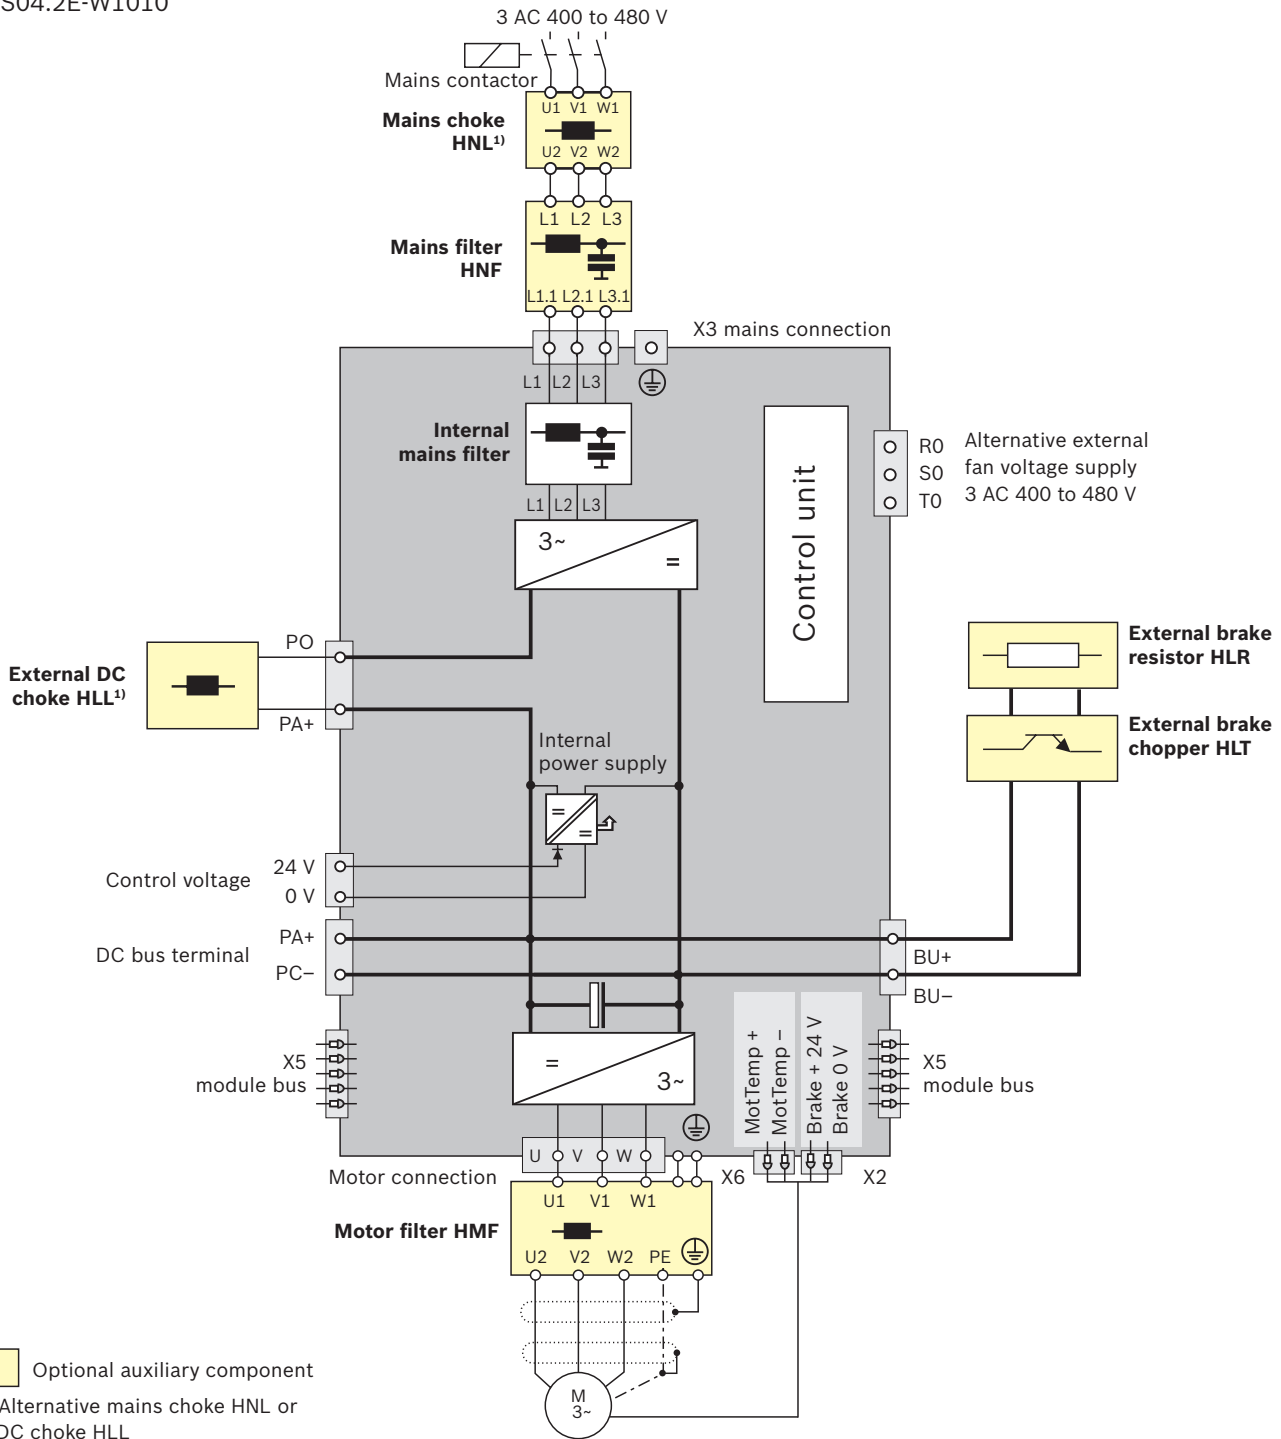 S04.2E-W1010
3 AC 400 to 480 V
Mains contactor
U1 V1 W1
Mains choke
HNL1)
U2 V2 W2
L1 L2 L3
Mains filter
HNF
L1.1 L2.1 L3.1
X3 mains connection
L1 L2 L3
Internal
mains filter
L1 L2 L3
3~
=
Control unit
R0
S0
T0
Alternative external
fan voltage supply
3 AC 400 to 480 V
PO
External DC
choke HLL1)
PA+
External brake
resistor HLR
External brake
chopper HLT
Internal
power supply
=
=
Control voltage
24 V
0 V
DC bus terminal
PA+
PC–
BU+
BU–
X5
module bus
=
3~
MotTemp +
MotTemp –
Brake + 24 V
Brake 0 V
X5
module bus
U V W
Motor connection
X6
X2
U1 V1 W1
Motor filter HMF
U2 V2 W2 PE
M
3~
Optional auxiliary component
Alternative mains choke HNL or
DC choke HLL